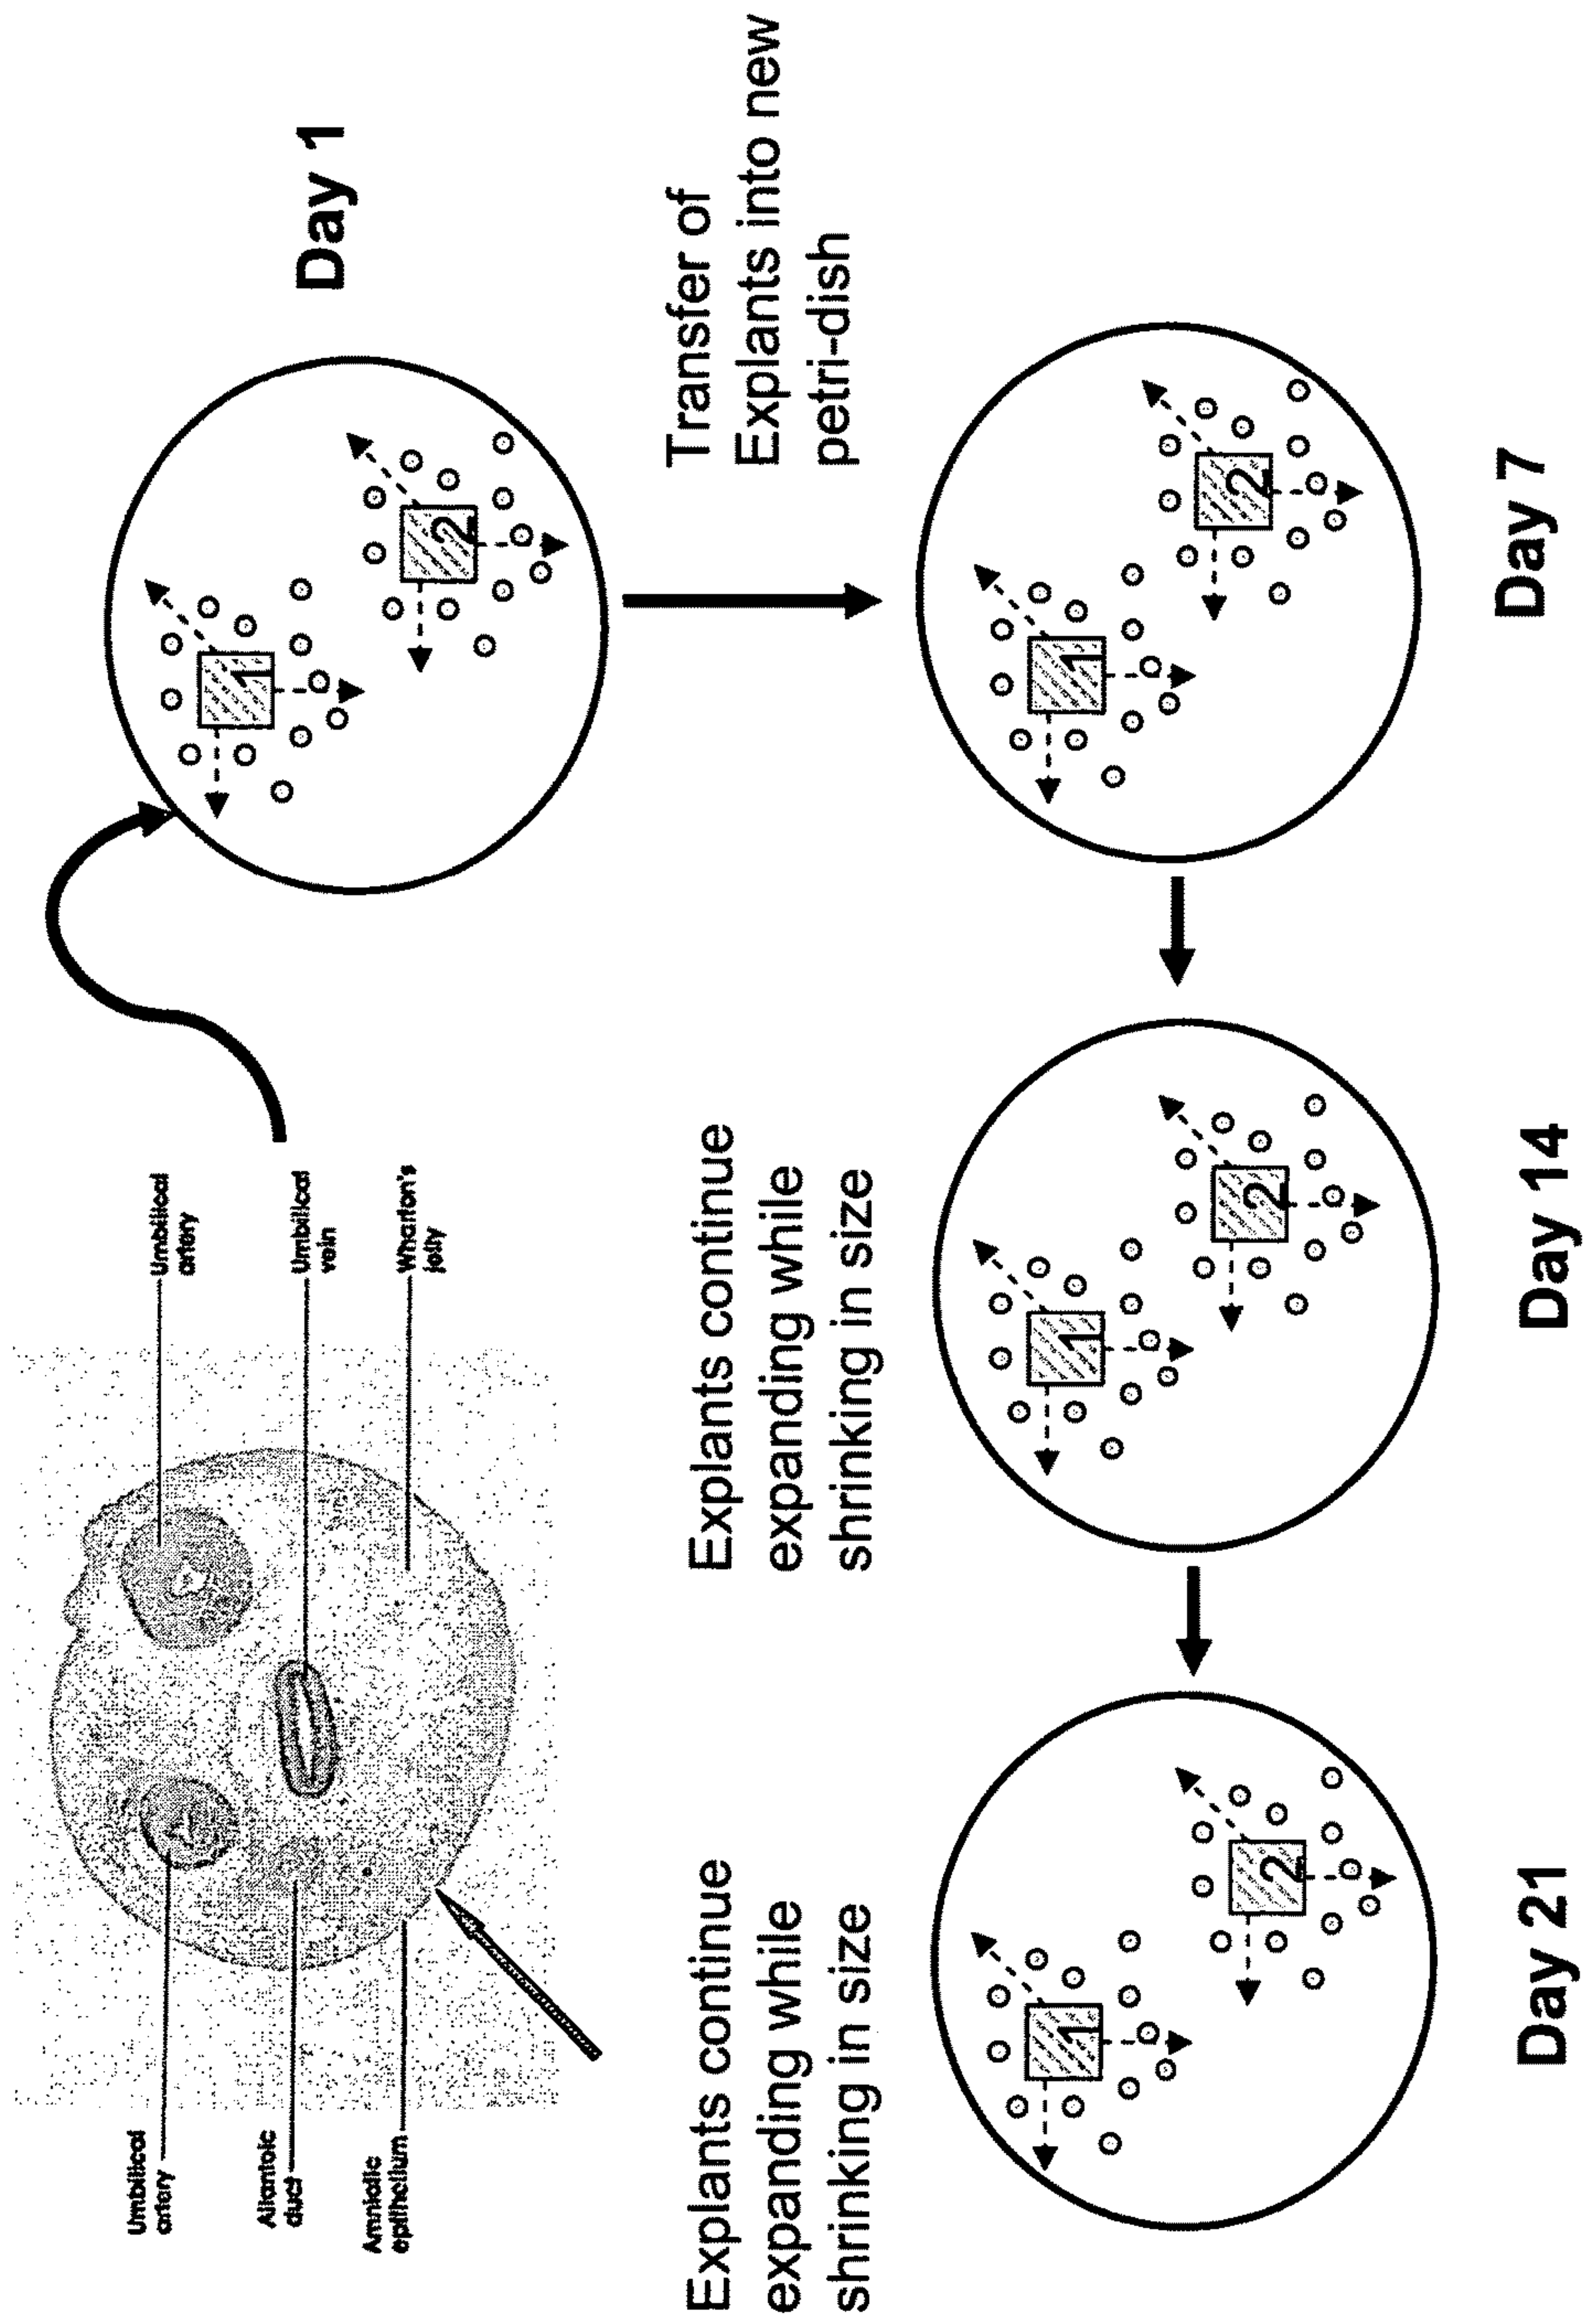 Umbilical
artery
Allantoic
duct
Amniotic
epithelium
Umbilical
artery
Umbilical
vein
Wharton's
jelly
1
2
Day 1
Transfer of
Explants into new
petri-dish
Explants continue
expanding while
shrinking in size
Explants continue
expanding while
shrinking in size
1
2
Day 21
1
2
Day 14
1
2
Day 7